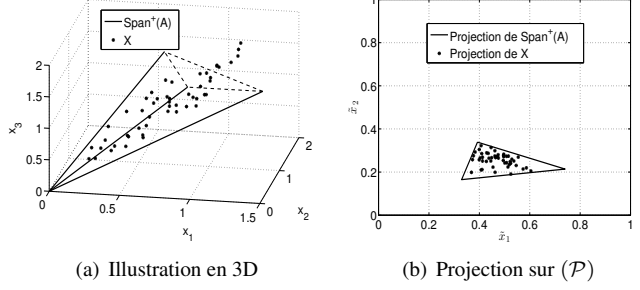 Span⁺(A)
X
2
1.5
1
0.5
0
x₃
0
0.5
1
1.5
x₁
0
1
2
x₂
(a) Illustration en 3D
Projection de Span⁺(A)
Projection de X
1
0.8
0.6
0.4
0.2
0
x̃₂
0
0.2
0.4
0.6
0.8
1
x̃₁
(b) Projection sur (𝒫)